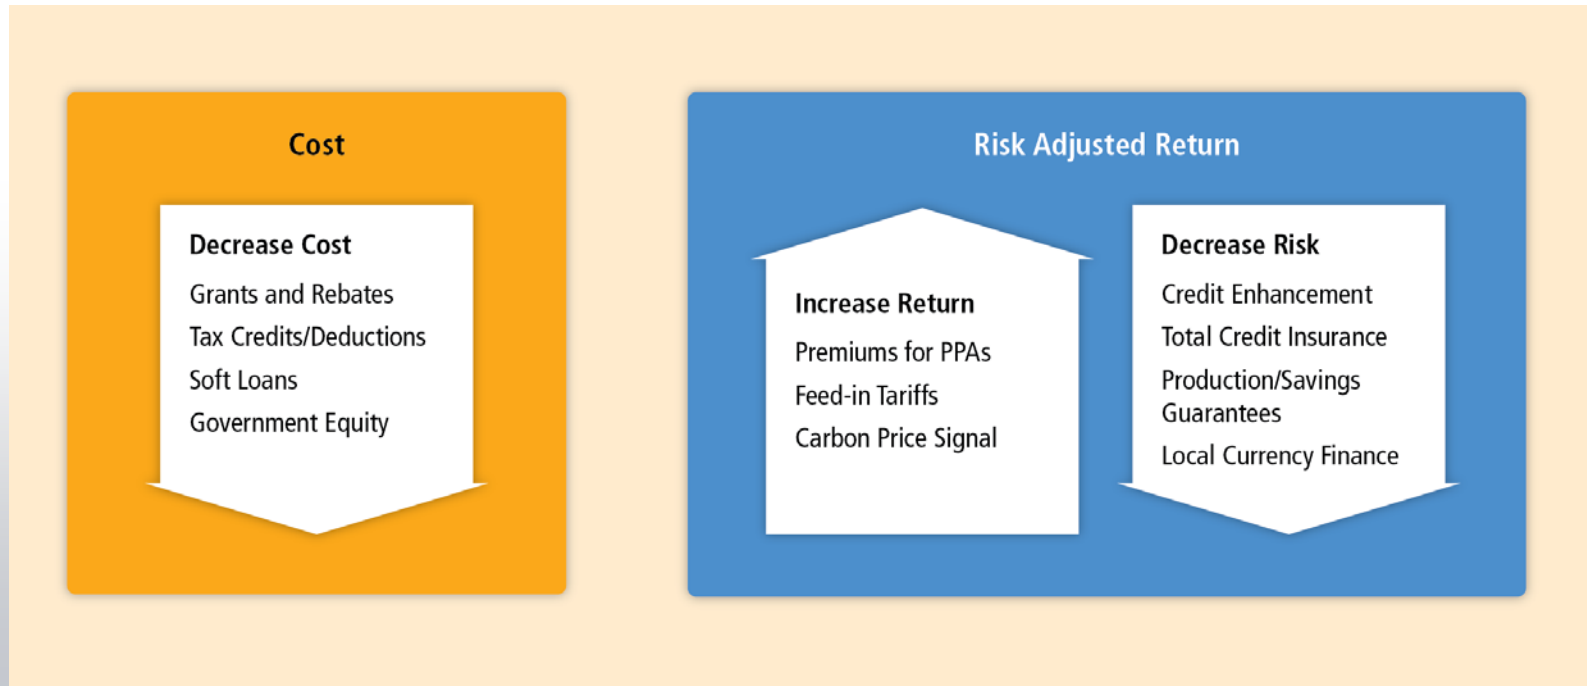 Cost
Decrease Cost
Grants and Rebates
Tax Credits/Deductions
Soft Loans
Government Equity
Risk Adjusted Return
Increase Return
Premiums for PPAs
Feed-in Tariffs
Carbon Price Signal
Decrease Risk
Credit Enhancement
Total Credit Insurance
Production/Savings
Guarantees
Local Currency Finance